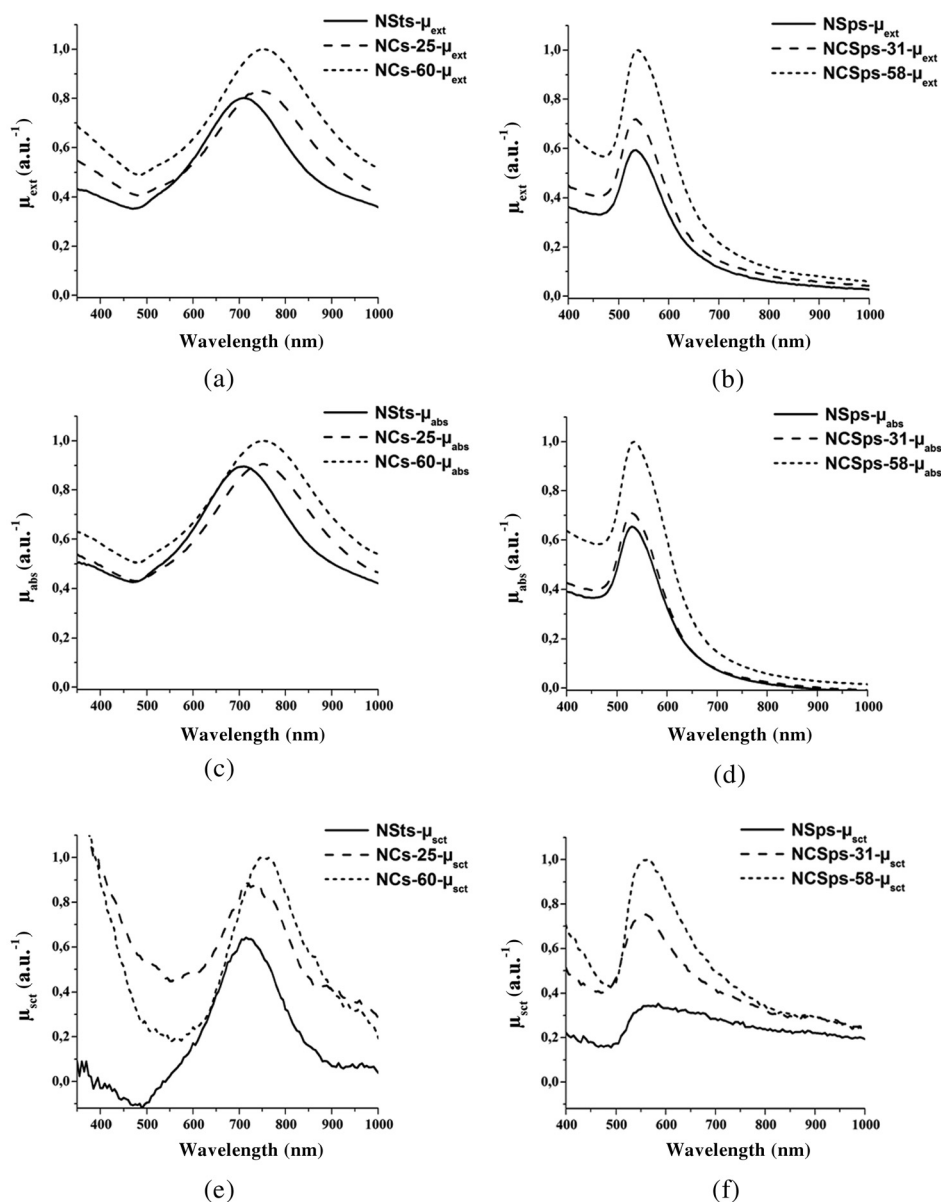 NSts-μext
NCs-25-μext
NCs-60-μext
1,0
0,8
0,6
0,4
0,2
0,0
μext (a.u.⁻¹)
400 500 600 700 800 900 1000
Wavelength (nm)
(a)
NSps-μext
NCSps-31-μext
NCSps-58-μext
1,0
0,8
0,6
0,4
0,2
0,0
μext (a.u.⁻¹)
400 500 600 700 800 900 1000
Wavelength (nm)
(b)
NSts-μabs
NCs-25-μabs
NCs-60-μabs
1,0
0,8
0,6
0,4
0,2
0,0
μabs (a.u.⁻¹)
400 500 600 700 800 900 1000
Wavelength (nm)
(c)
NSps-μabs
NCSps-31-μabs
NCSps-58-μabs
1,0
0,8
0,6
0,4
0,2
0,0
μabs (a.u.⁻¹)
400 500 600 700 800 900 1000
Wavelength (nm)
(d)
NSts-μsct
NCs-25-μsct
NCs-60-μsct
1,0
0,8
0,6
0,4
0,2
0,0
μsct (a.u.⁻¹)
400 500 600 700 800 900 1000
Wavelength (nm)
(e)
NSps-μsct
NCSps-31-μsct
NCSps-58-μsct
1,0
0,8
0,6
0,4
0,2
0,0
μsct (a.u.⁻¹)
400 500 600 700 800 900 1000
Wavelength (nm)
(f)